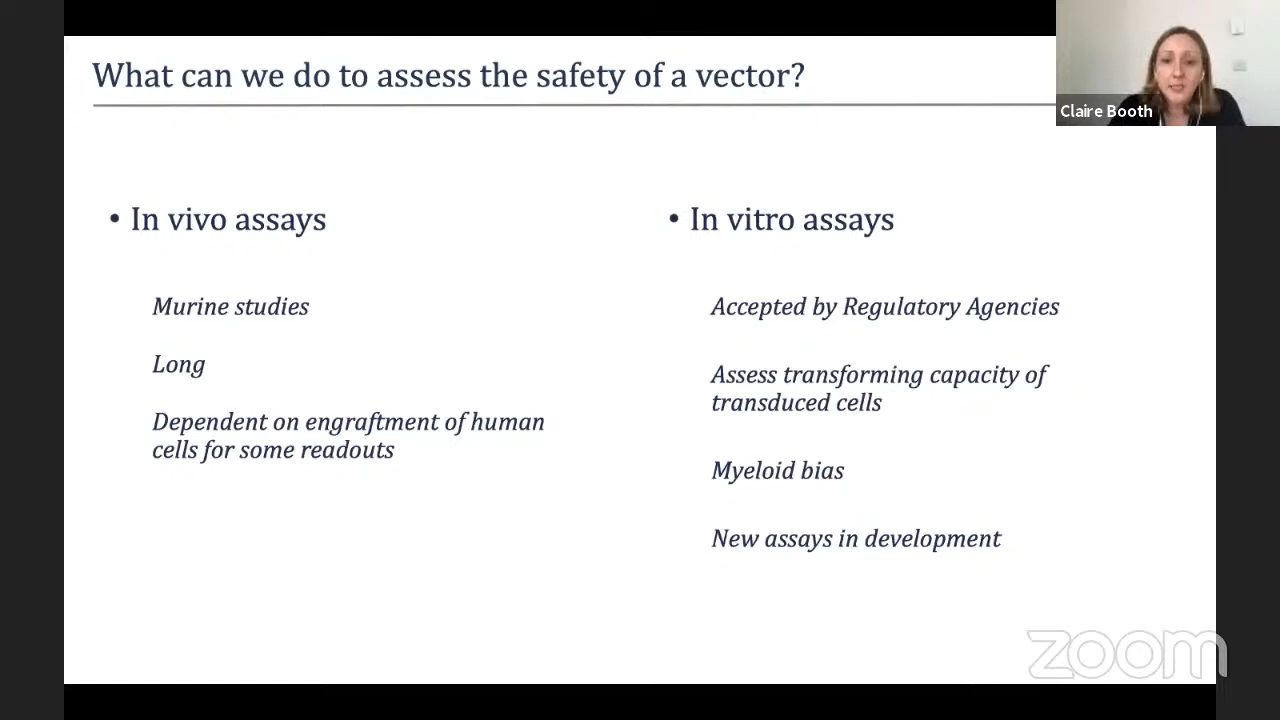 What can we do to assess the safety of a vector?
Claire Booth
• In vivo assays
Murine studies
Long
Dependent on engraftment of human
cells for some readouts
• In vitro assays
Accepted by Regulatory Agencies
Assess transforming capacity of
transduced cells
Myeloid bias
New assays in development
zoom